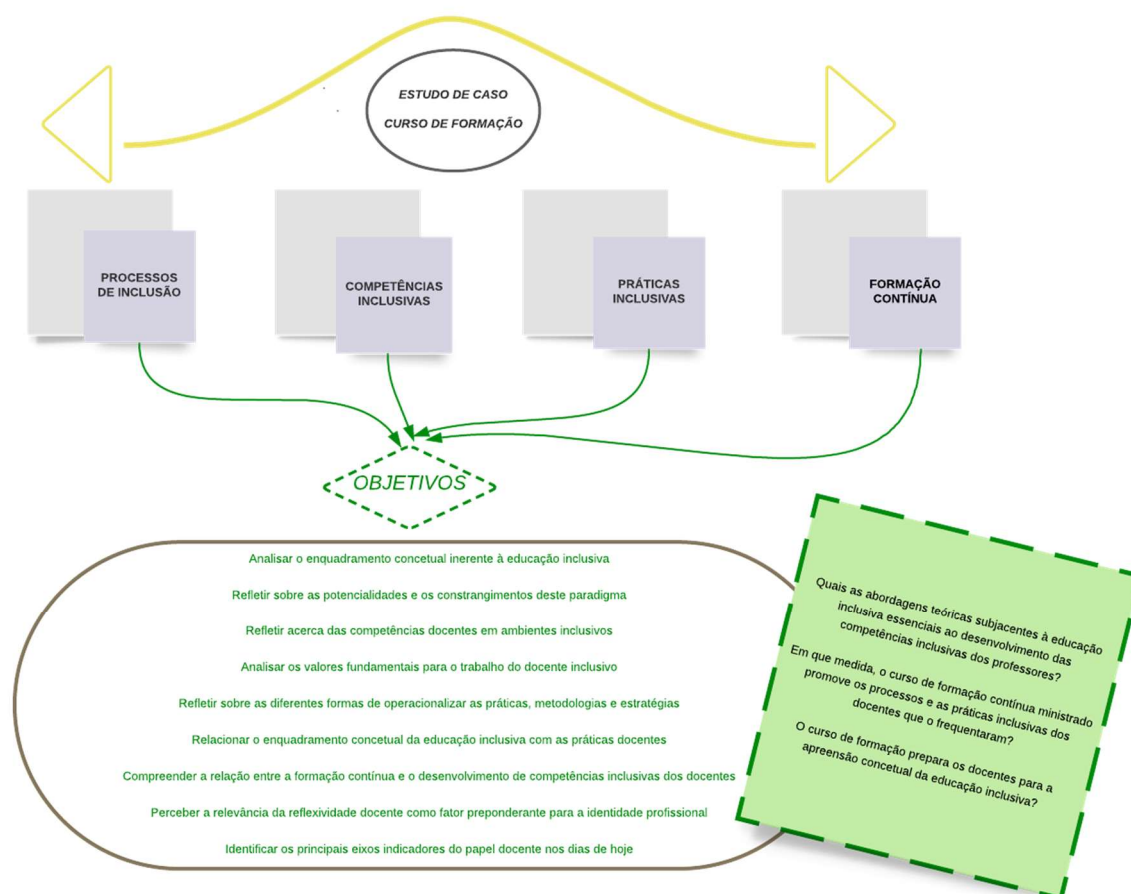 ESTUDO DE CASO
CURSO DE FORMAÇÃO
PROCESSOS
DE INCLUSÃO
COMPETÊNCIAS
INCLUSIVAS
PRÁTICAS
INCLUSIVAS
FORMAÇÃO
CONTÍNUA
OBJETIVOS
Analisar o enquadramento concetual inerente à educação inclusiva
Refletir sobre as potencialidades e os constrangimentos deste paradigma
Refletir acerca das competências docentes em ambientes inclusivos
Analisar os valores fundamentais para o trabalho do docente inclusivo
Refletir sobre as diferentes formas de operacionalizar as práticas, metodologias e estratégias
Relacionar o enquadramento concetual da educação inclusiva com as práticas docentes
Compreender a relação entre a formação contínua e o desenvolvimento de competências inclusivas dos docentes
Perceber a relevância da reflexividade docente como fator preponderante para a identidade profissional
Identificar os principais eixos indicadores do papel docente nos dias de hoje
Quais as abordagens teóricas subjacentes à educação
inclusiva essenciais ao desenvolvimento das
competências inclusivas dos professores?
Em que medida, o curso de formação contínua ministrado
promove os processos e as práticas inclusivas dos
docentes que o frequentaram?
O curso de formação prepara os docentes para a
apreensão concetual da educação inclusiva?